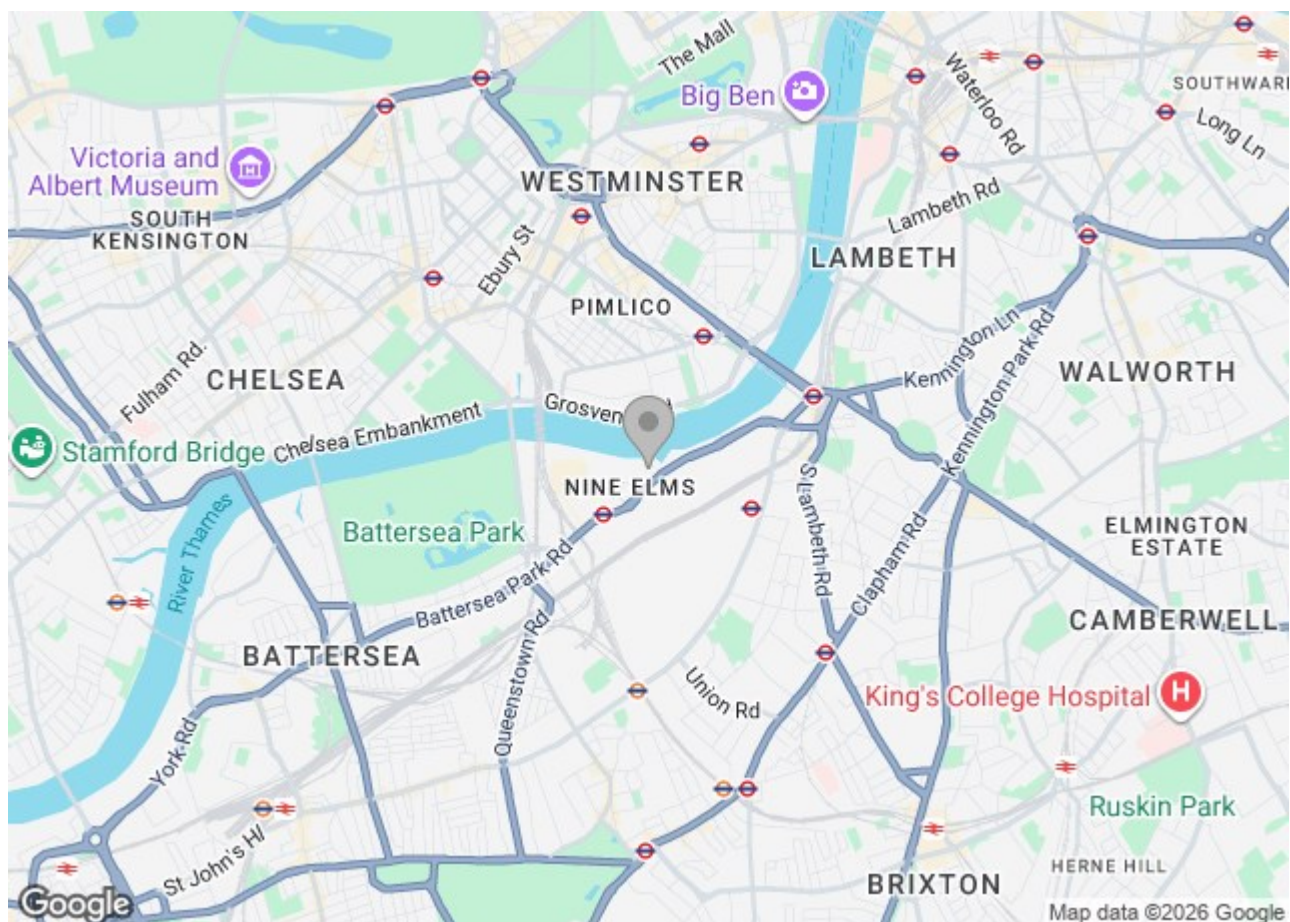 The Mall
Big Ben
Waterloo Rd
SOUTHWAR
Long Ln
Victoria and
Albert Museum
WESTMINSTER
SOUTH
KENSINGTON
Ebury St
Lambeth Rd
LAMBETH
PIMLICO
Kennington Ln
Kennington Park Rd
WALWORTH
Fulham Rd.
CHELSEA
Chelsea Embankment
Grosven
d
Stamford Bridge
NINE ELMS
S Lambeth Rd
Clapham Rd
ELMINGTON
ESTATE
River Thames
Battersea Park
Battersea Park Rd
CAMBERWELL
BATTERSEA
Queenstown Rd
Union Rd
King's College Hospital
H
York Rd
Ruskin Park
St John's Hl
HERNE HILL
BRIXTON
Google
Map data ©2026 Google